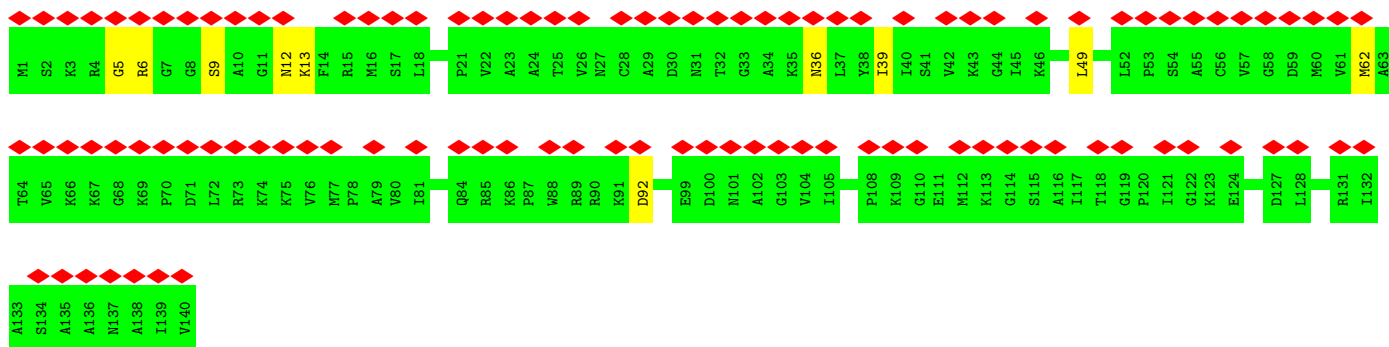 M1 S2 K3 R4 G5 R6 G7 G8 S9 A10 G11 N12 K13 F14 R15 M16 S17 L18 P21 V22 A23 A24 T25 V26 N27 C28 A29 D30 N31 T32 G33 A34 K35 N36 L37 Y38 I39 I40 S41 V42 K43 G44 I45 K46 L49 L52 P53 S54 A55 C56 V57 G58 D59 M60 V61 M62 A63
T64 V65 K66 K67 G68 K69 P70 D71 L72 R73 K74 K75 V76 M77 P78 A79 V80 I81 Q84 R85 K86 P87 W88 R89 R90 K91 D92 E99 D100 N101 A102 G103 V104 I105 P108 K109 G110 E111 M112 K113 G114 S115 A116 I117 T118 G119 P120 I121 G122 K123 E124 D127 L128 R131 I132
A133 S134 A135 A136 N137 A138 I139 V140